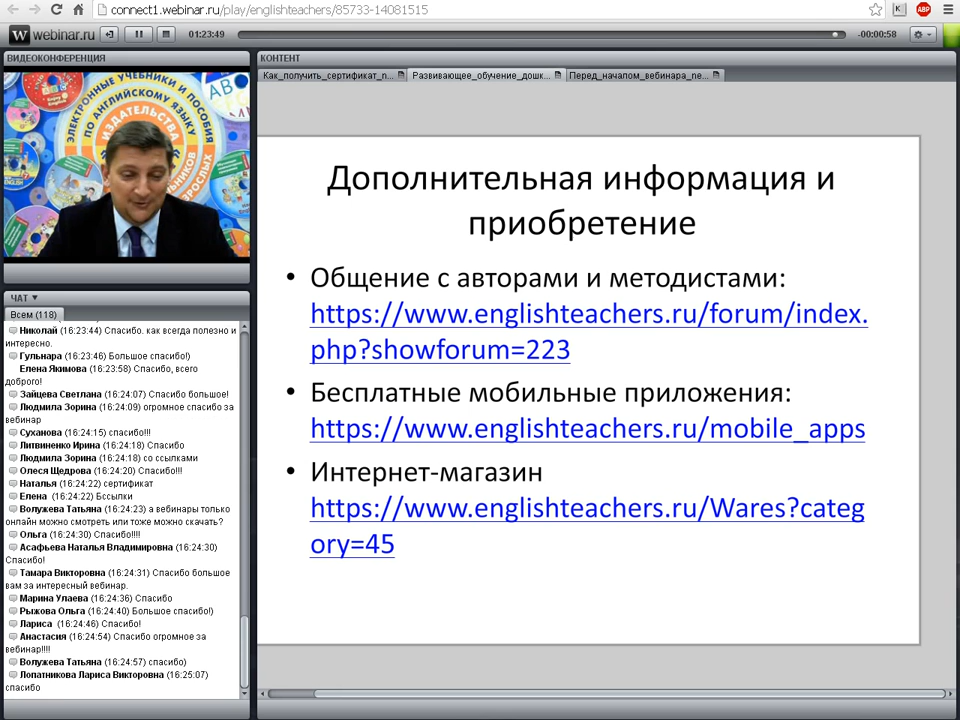 connect1.webinar.ru/play/englishteachers/85733-14081515
K
ABP
W webinar.ru
01:23:49
-00:00:58
ВИДЕОКОНФЕРЕНЦИЯ
ЭЛЕКТРОННЫЕ УЧЕБНИКИ И ПОСОБИЯ
ПО АНГЛИЙСКОМУ ЯЗЫКУ
ИЗДАТЕЛЬСТВА
КОНТЕНТ
Как_получить_сертификат_п...
Развивающее_обучение_дошк...
Перед_началом_вебинара_пе...
Дополнительная информация и
приобретение
• Общение с авторами и методистами:
https://www.englishteachers.ru/forum/index.
php?showforum=223
• Бесплатные мобильные приложения:
https://www.englishteachers.ru/mobile_apps
• Интернет-магазин
https://www.englishteachers.ru/Wares?categ
ory=45
ЧАТ
Всем (118)
Николай (16:23:44) Спасибо. как всегда полезно и
интересно.
Гульнара (16:23:46) Большое спасибо!)
Елена Якимова (16:23:58) Спасибо, всего
доброго!
Зайцева Светлана (16:24:07) Спасибо большое!
Людмила Зорина (16:24:09) огромное спасибо за
вебинар
Суханова (16:24:15) спасибо!!!
Литвиненко Ирина (16:24:18) Спасибо
Людмила Зорина (16:24:18) со ссылками
Олеся Щедрова (16:24:20) Спасибо!!!
Наталья (16:24:22) сертификат
Елена (16:24:22) Бссылки
Волужева Татьяна (16:24:23) а вебинары только
онлайн можно смотреть или тоже можно скачать?
Ольга (16:24:30) Спасибо!!!!
Асафьева Наталья Владимировна (16:24:30)
Спасибо!
Тамара Викторовна (16:24:31) Спасибо большое
вам за интересный вебинар.
Марина Улаева (16:24:36) Спасибо
Рыжова Ольга (16:24:40) Большое спасибо!)
Лариса (16:24:46) Спасибо!
Анастасия (16:24:54) Спасибо огромное за
вебинар!!!!
Волужева Татьяна (16:24:57) спасибо)
Лопатникова Лариса Викторовна (16:25:07)
спасибо